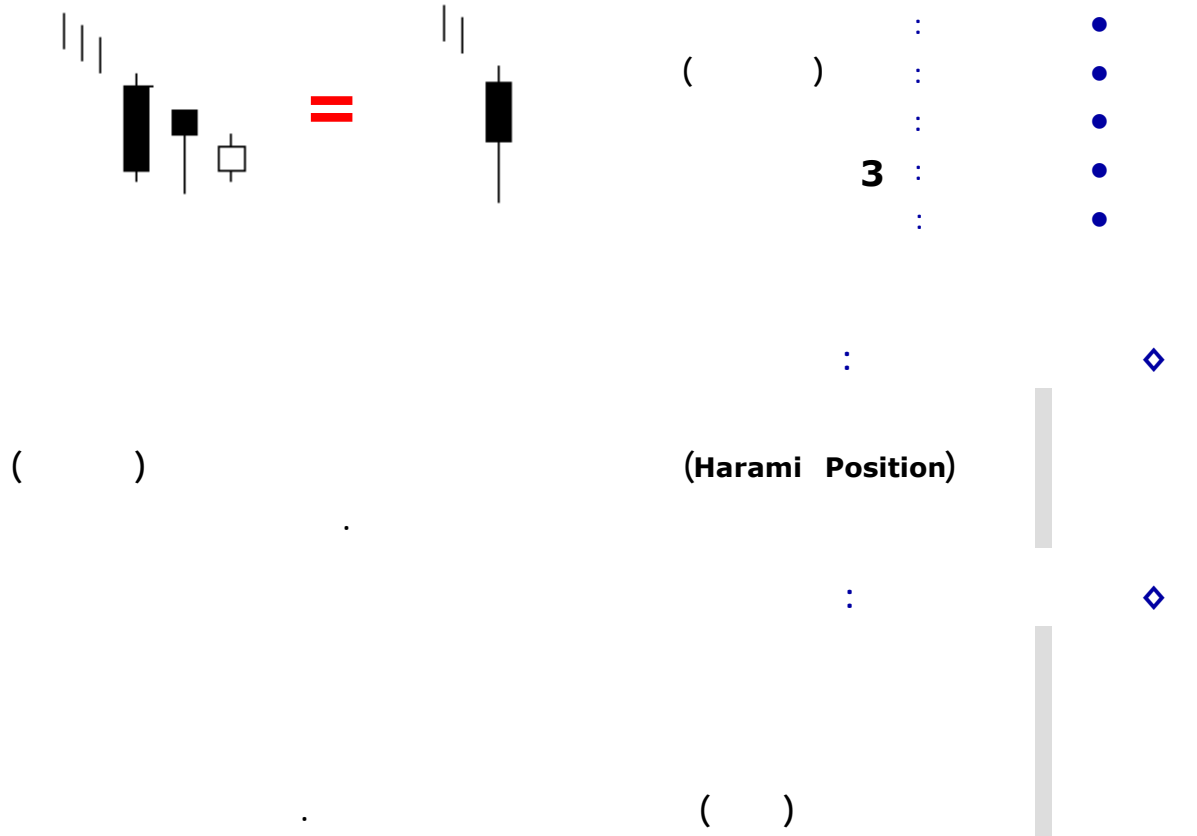 :
: ( )
:
: 3
:
:
(Harami Position) ( )
.
:
( ) .